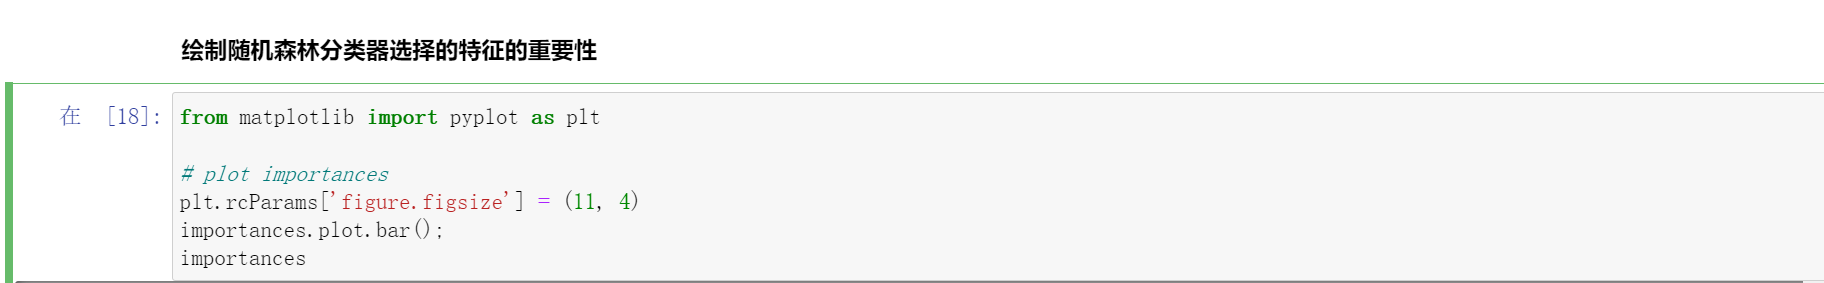 绘制随机森林分类器选择的特征的重要性
在 [18]:
from matplotlib import pyplot as plt
# plot importances
plt.rcParams['figure.figsize'] = (11, 4)
importances.plot.bar();
importances